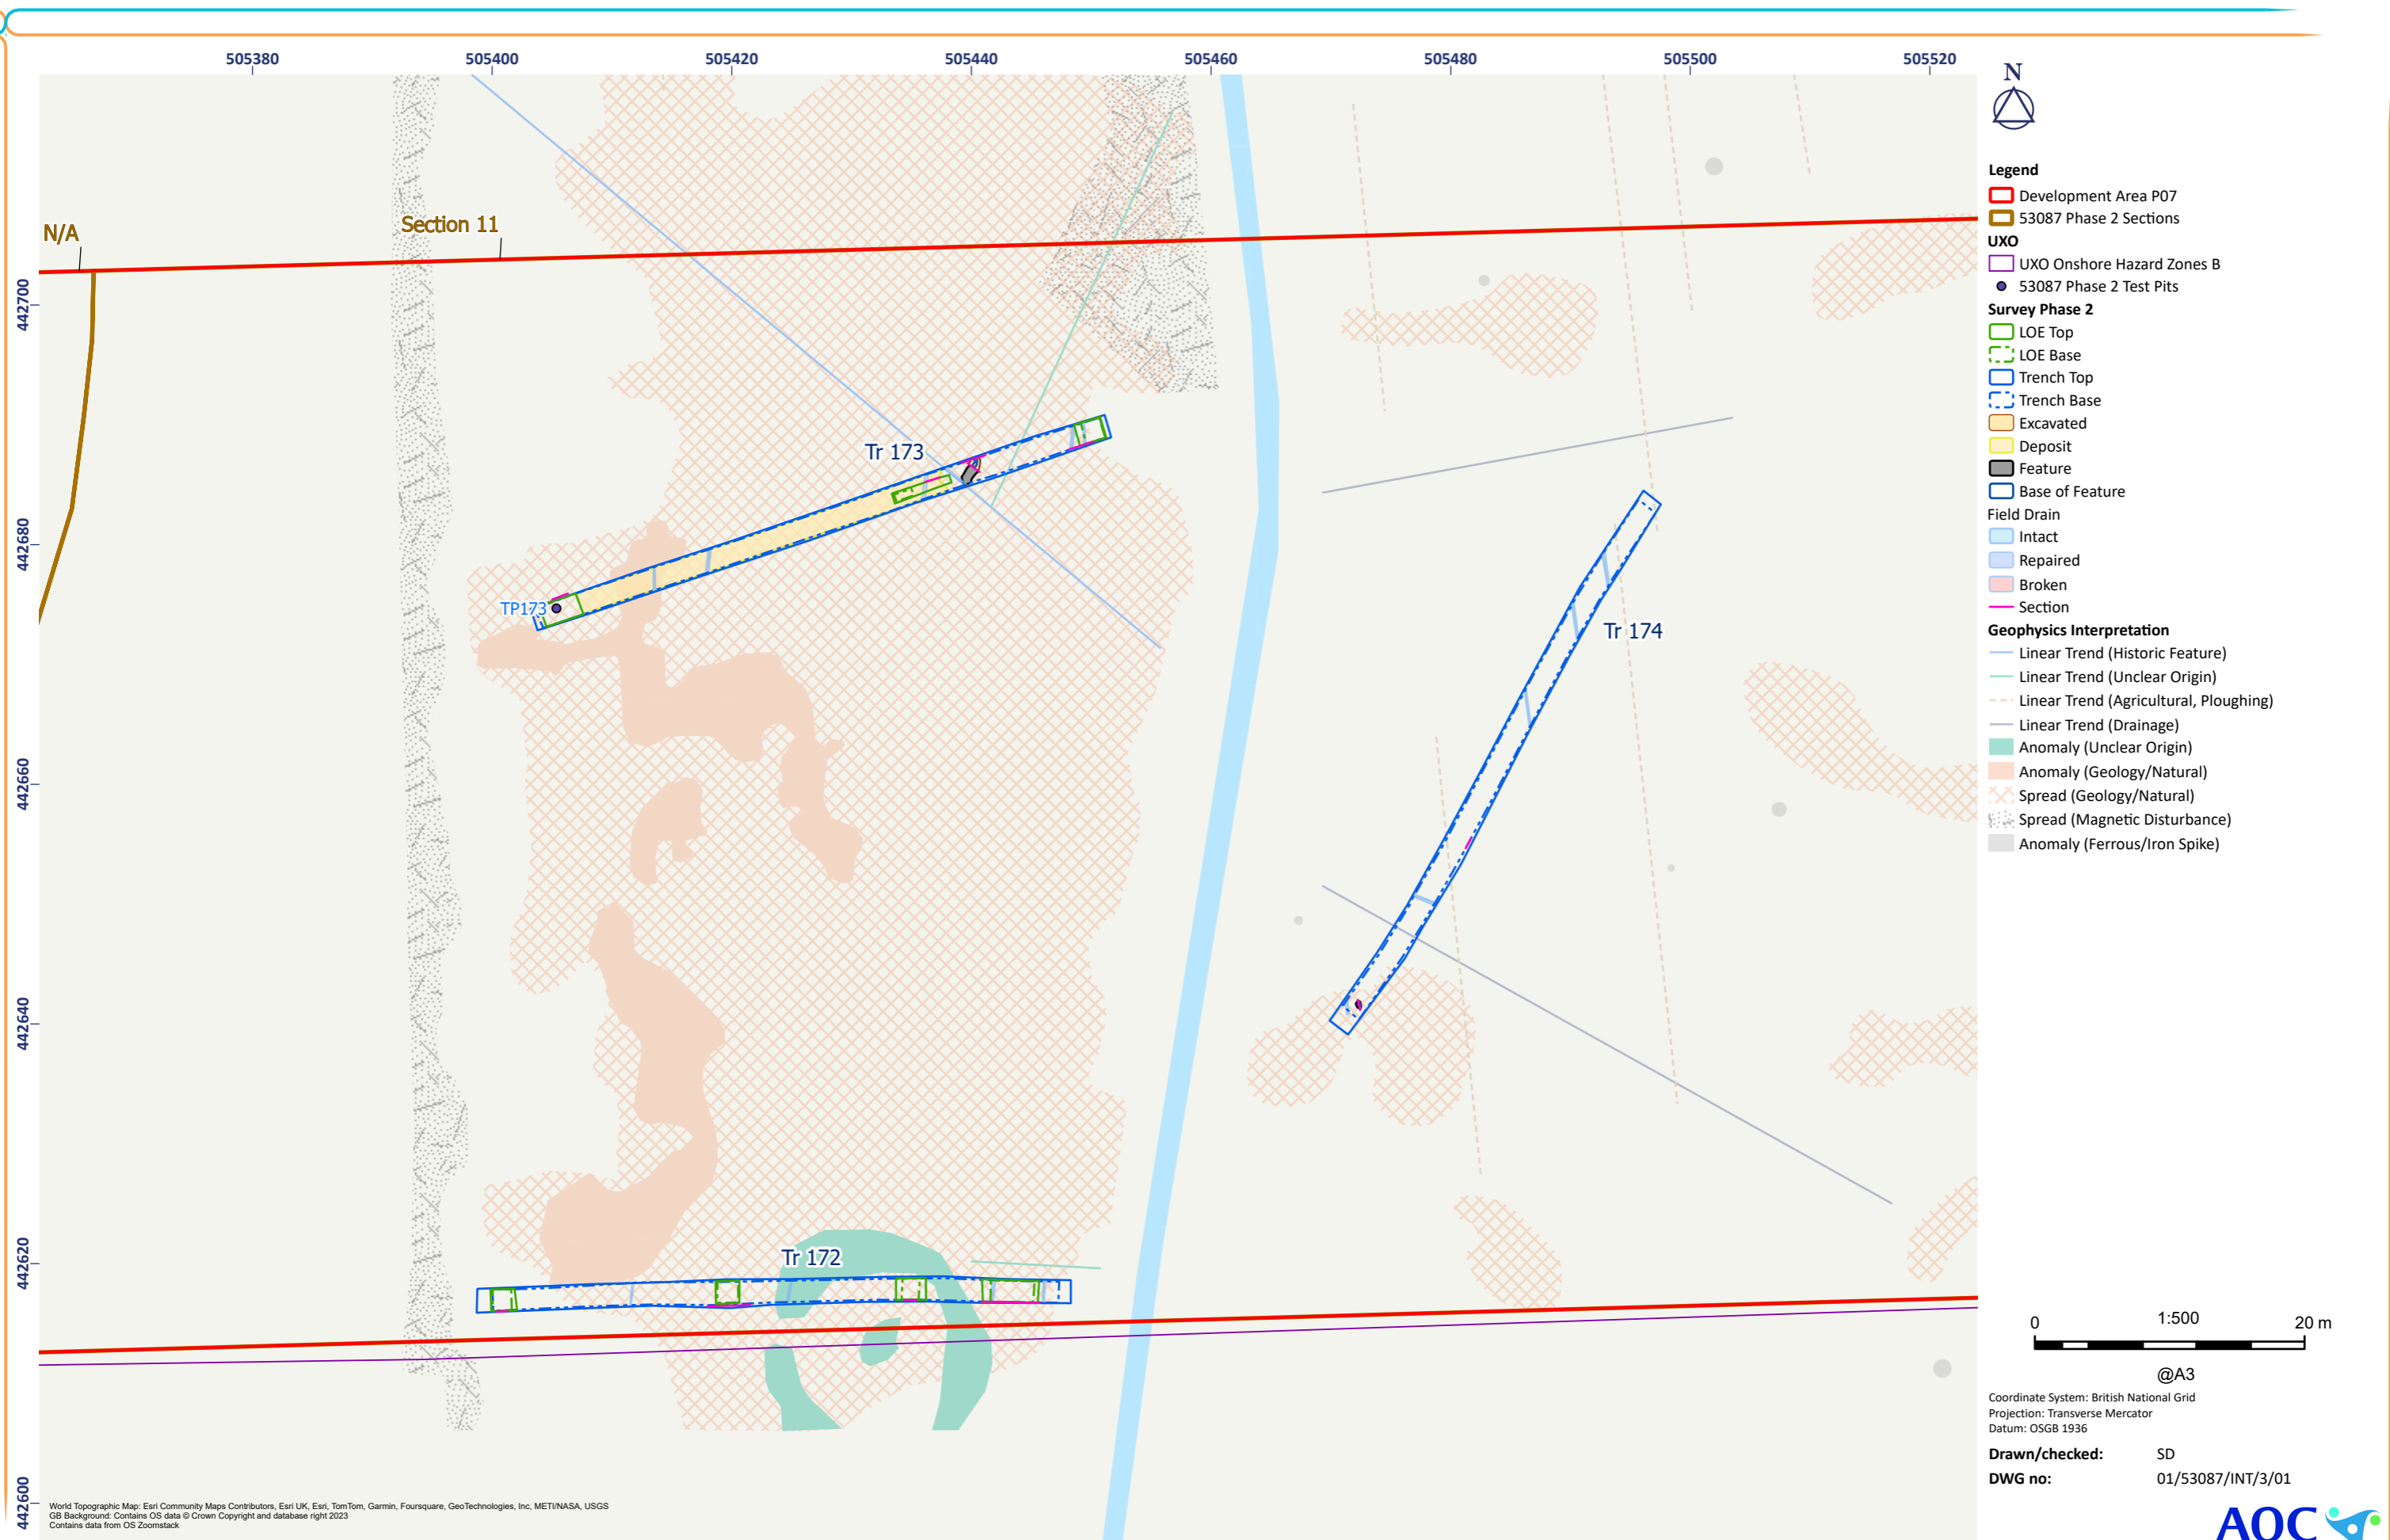 505380
505400
505420
505440
505460
505480
505500
505520
442700
442680
442660
442640
442620
442600
N/A
Section 11
Tr 173
TP173
Tr 174
Tr 172
N
Legend
Development Area P07
53087 Phase 2 Sections
UXO
UXO Onshore Hazard Zones B
53087 Phase 2 Test Pits
Survey Phase 2
LOE Top
LOE Base
Trench Top
Trench Base
Excavated
Deposit
Feature
Base of Feature
Field Drain
Intact
Repaired
Broken
Section
Geophysics Interpretation
Linear Trend (Historic Feature)
Linear Trend (Unclear Origin)
Linear Trend (Agricultural, Ploughing)
Linear Trend (Drainage)
Anomaly (Unclear Origin)
Anomaly (Geology/Natural)
Spread (Geology/Natural)
Spread (Magnetic Disturbance)
Anomaly (Ferrous/Iron Spike)
0 1:500 20 m
@A3
Coordinate System: British National Grid
Projection: Transverse Mercator
Datum: OSGB 1936
Drawn/checked: SD
DWG no: 01/53087/INT/3/01
AOC
World Topographic Map: Esri Community Maps Contributors, Esri UK, Esri, TomTom, Garmin, Foursquare, GeoTechnologies, Inc, METI/NASA, USGS
GB Background: Contains OS data © Crown Copyright and database right 2023
Contains data from OS Zoomstack